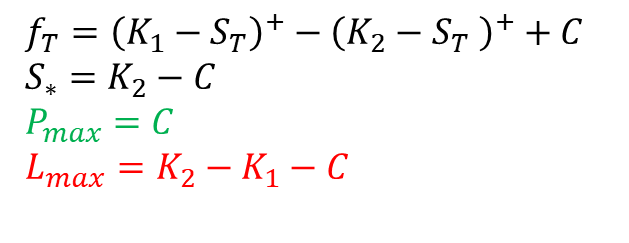 f_T = (K_1 − S_T)^+ − (K_2 − S_T)^+ + C
S_* = K_2 − C
P_max = C
L_max = K_2 − K_1 − C